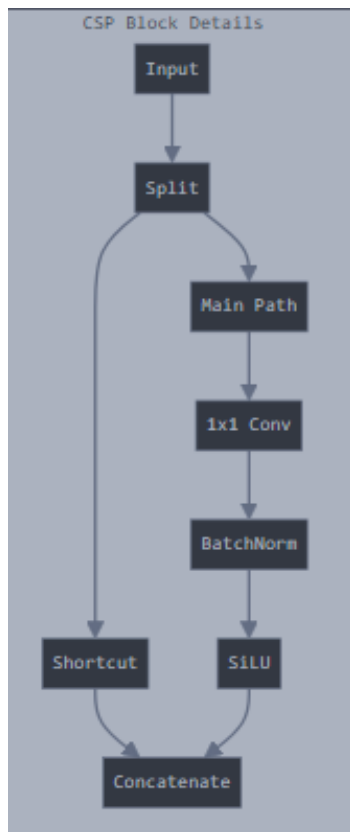 CSP Block Details
Input
Split
Main Path
1x1 Conv
BatchNorm
Shortcut
SiLU
Concatenate